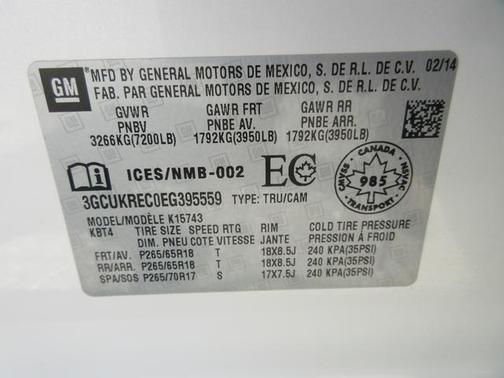 GM
MFD BY GENERAL MOTORS DE MEXICO, S. DE R.L. DE C.V. 02/14
FAB. PAR GENERAL MOTORS DE MEXICO, S. DE R.L. DE C.V.
GVWR GAWR FRT GAWR RR
PNBV PNBE AV. PNBE ARR.
3266KG(7200LB) 1792KG(3950LB) 1792KG(3950LB)
ICES/NMB-002 EC
CANADA
CMVSS NSVAC
985
TRANSPORT
3GCUKREC0EG395559 TYPE: TRU/CAM
MODEL/MODÈLE K15743
KBT4 TIRE SIZE SPEED RTG RIM COLD TIRE PRESSURE
DIM. PNEU COTE VITESSE JANTE PRESSION À FROID
FRT/AV. P265/65R18 T 18X8.5J 240 KPA(35PSI)
RR/ARR. P265/65R18 T 18X8.5J 240 KPA(35PSI)
SPA/SOS P265/70R17 S 17X7.5J 240 KPA(35PSI)